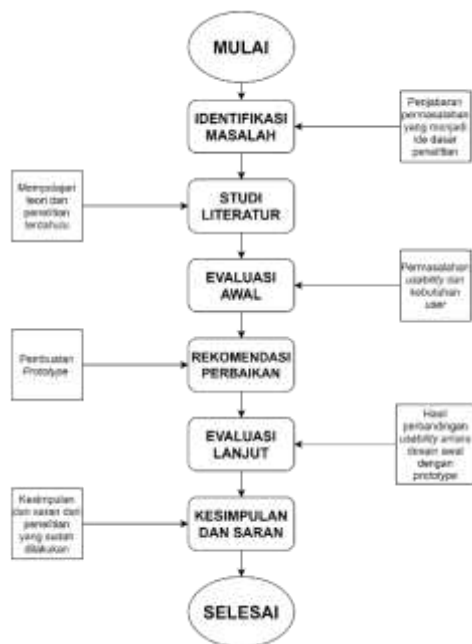 MULAI
IDENTIFIKASI
MASALAH
Penjabaran
permasalahan
yang menjadi
ide dasar
penelitian
Mempelajari
teori dan
penelitian
terdahulu
STUDI
LITERATUR
EVALUASI
AWAL
Permasalahan
usability dan
kebutuhan
user
Pembuatan
Prototype
REKOMENDASI
PERBAIKAN
EVALUASI
LANJUT
Hasil
perbandingan
usability antara
desain awal
dengan
prototype
Kesimpulan
dan saran dari
penelitian
yang sudah
dilakukan
KESIMPULAN
DAN SARAN
SELESAI